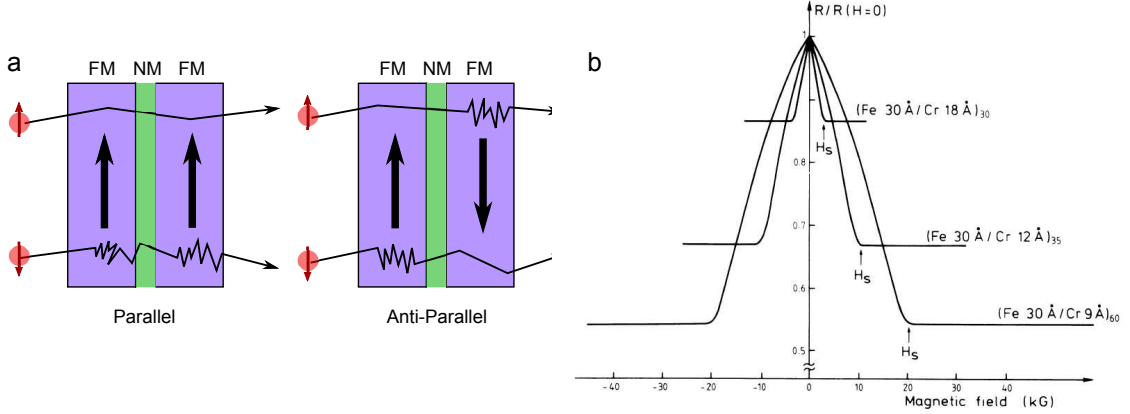 a
FM NM FM
Parallel
FM NM FM
Anti-Parallel
b
R/R(H=0)
1
0.8
0.7
0.6
0.5
(Fe 30 Å/Cr 18 Å)30
HS
(Fe 30 Å/Cr 12 Å)35
HS
(Fe 30 Å/Cr 9 Å)60
HS
-40 -30 -20 -10 0 10 20 30 40
Magnetic field (kG)